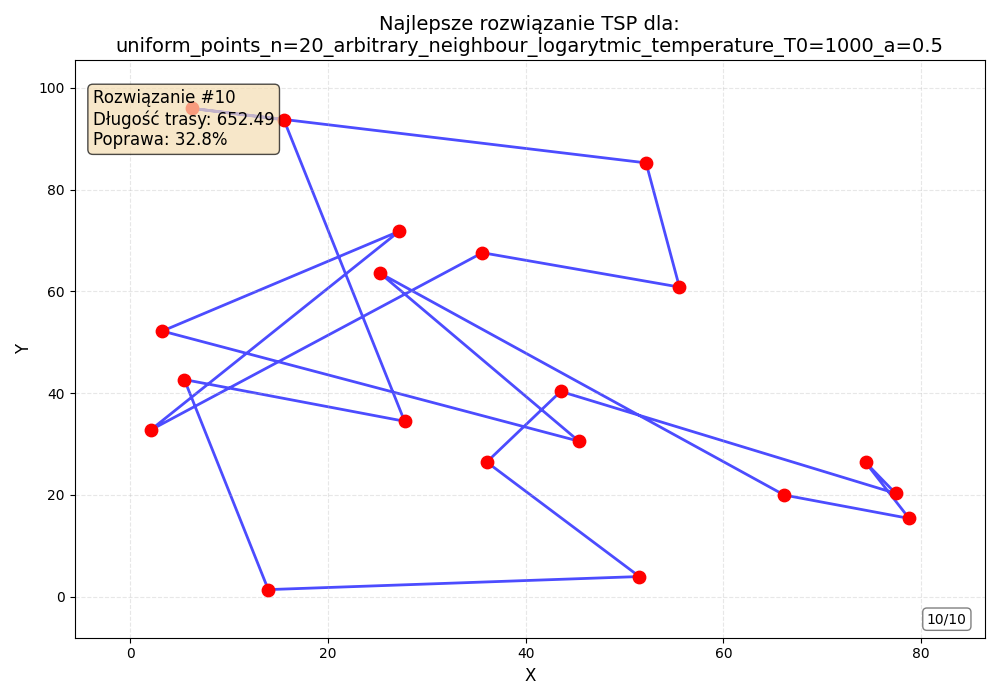 Najlepsze rozwiązanie TSP dla:
uniform_points_n=20_arbitrary_neighbour_logarytmic_temperature_T0=1000_a=0.5
Rozwiązanie #10
Długość trasy: 652.49
Poprawa: 32.8%
100
80
60
40
20
0
Y
10/10
0 20 40 60 80
X